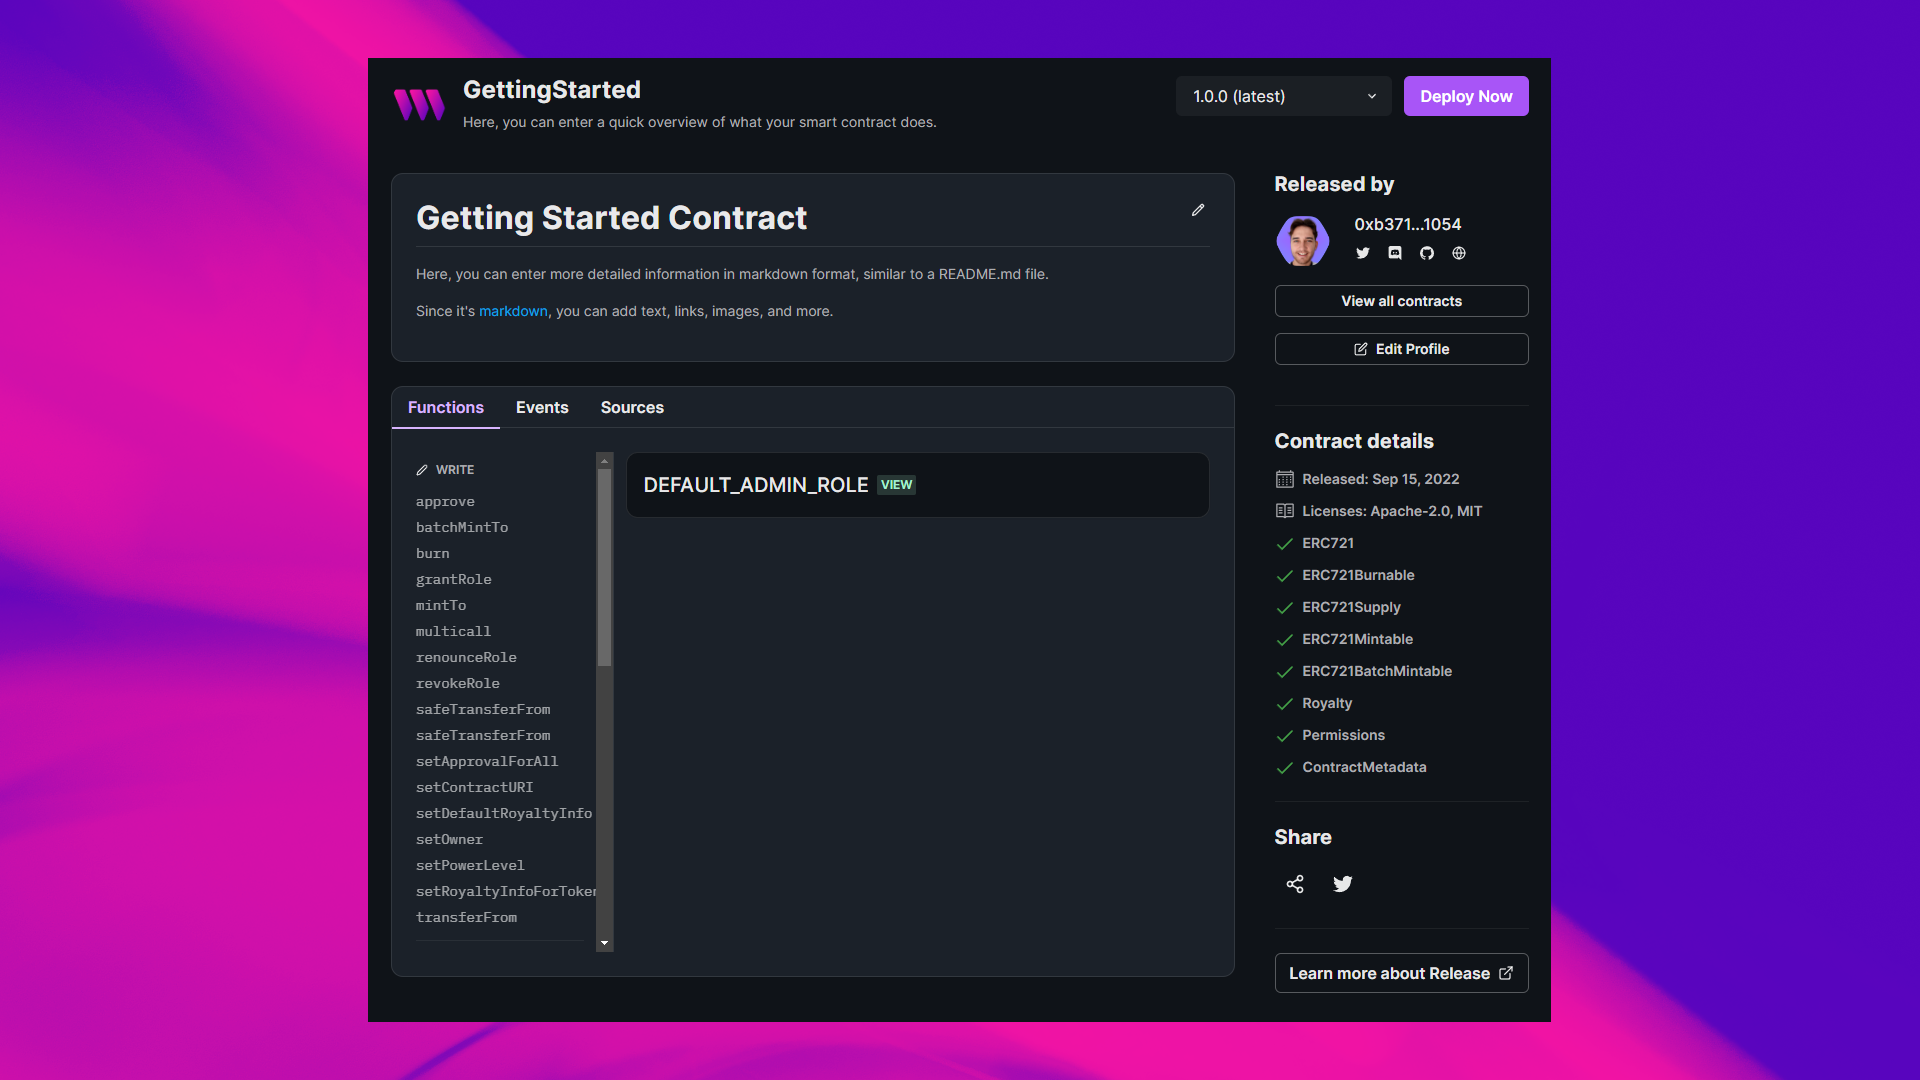 GettingStarted
Here, you can enter a quick overview of what your smart contract does.
1.0.0 (latest)
Deploy Now
Getting Started Contract
Here, you can enter more detailed information in markdown format, similar to a README.md file.
Since it's markdown, you can add text, links, images, and more.
Functions
Events
Sources
WRITE
approve
batchMintTo
burn
grantRole
mintTo
multicall
renounceRole
revokeRole
safeTransferFrom
safeTransferFrom
setApprovalForAll
setContractURI
setDefaultRoyaltyInfo
setOwner
setPowerLevel
setRoyaltyInfoForToken
transferFrom
DEFAULT_ADMIN_ROLE VIEW
Released by
0xb371...1054
View all contracts
Edit Profile
Contract details
Released: Sep 15, 2022
Licenses: Apache-2.0, MIT
ERC721
ERC721Burnable
ERC721Supply
ERC721Mintable
ERC721BatchMintable
Royalty
Permissions
ContractMetadata
Share
Learn more about Release